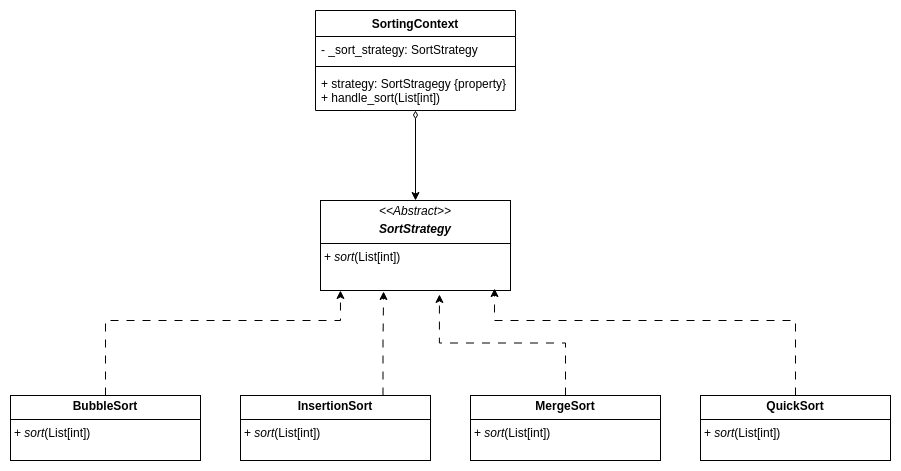 SortingContext
- _sort_strategy: SortStrategy
+ strategy: SortStragegy {property}
+ handle_sort(List[int])
<<Abstract>>
SortStrategy
+ sort(List[int])
BubbleSort
+ sort(List[int])
InsertionSort
+ sort(List[int])
MergeSort
+ sort(List[int])
QuickSort
+ sort(List[int])